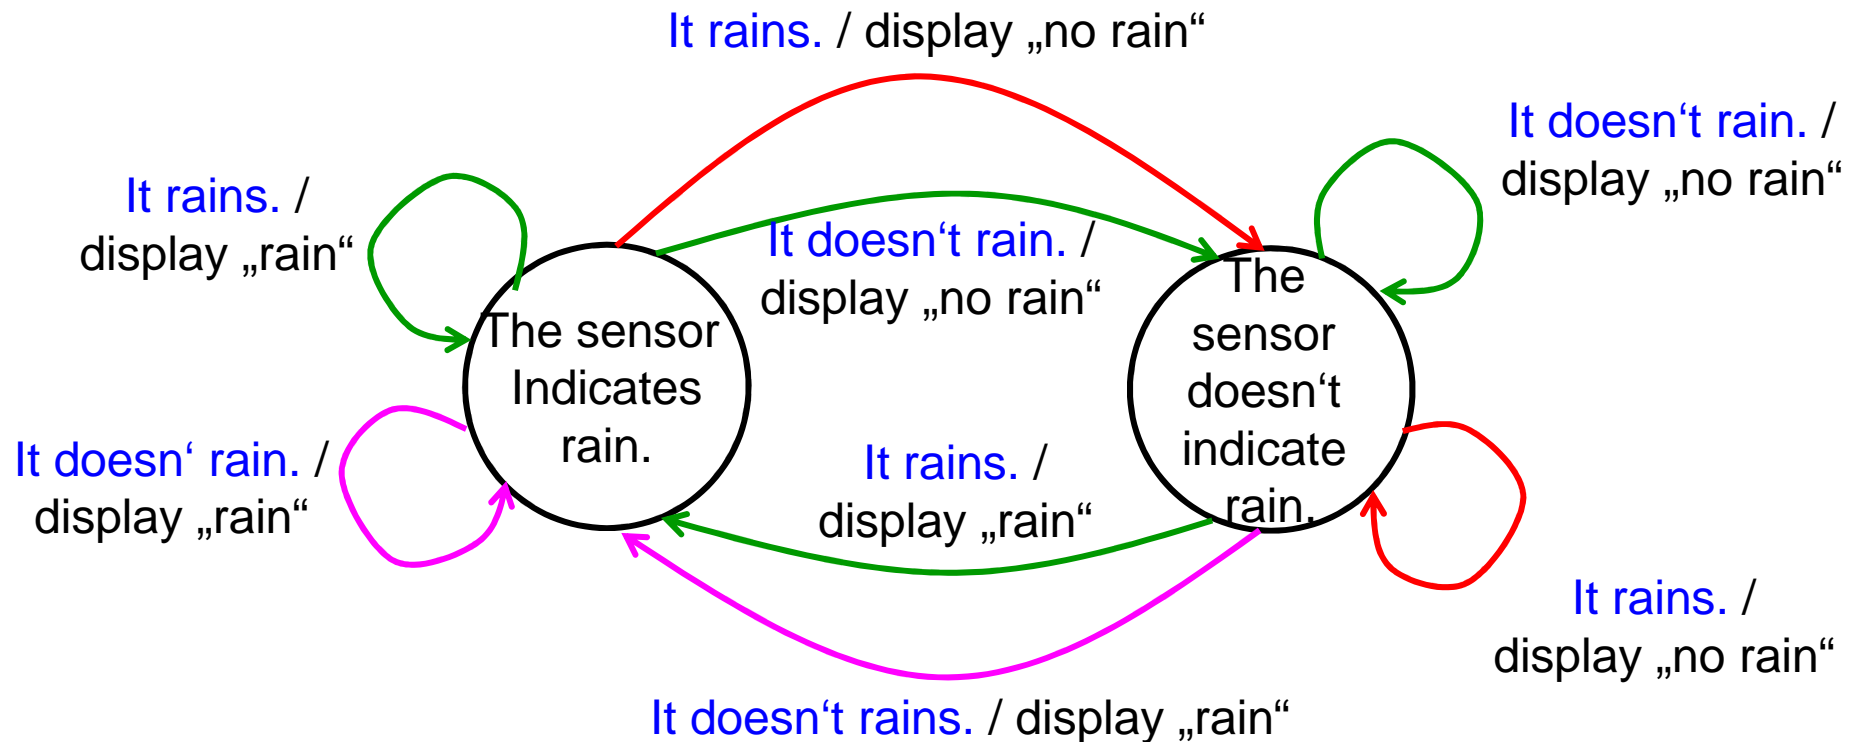 It rains. / display „no rain“
It doesn‘t rain. /
display „no rain“
It rains. /
display „rain“
It doesn‘t rain. /
display „no rain“
The sensor
Indicates
rain.
The
sensor
doesn‘t
indicate
rain.
It doesn‘ rain. /
display „rain“
It rains. /
display „rain“
It rains. /
display „no rain“
It doesn‘t rains. / display „rain“